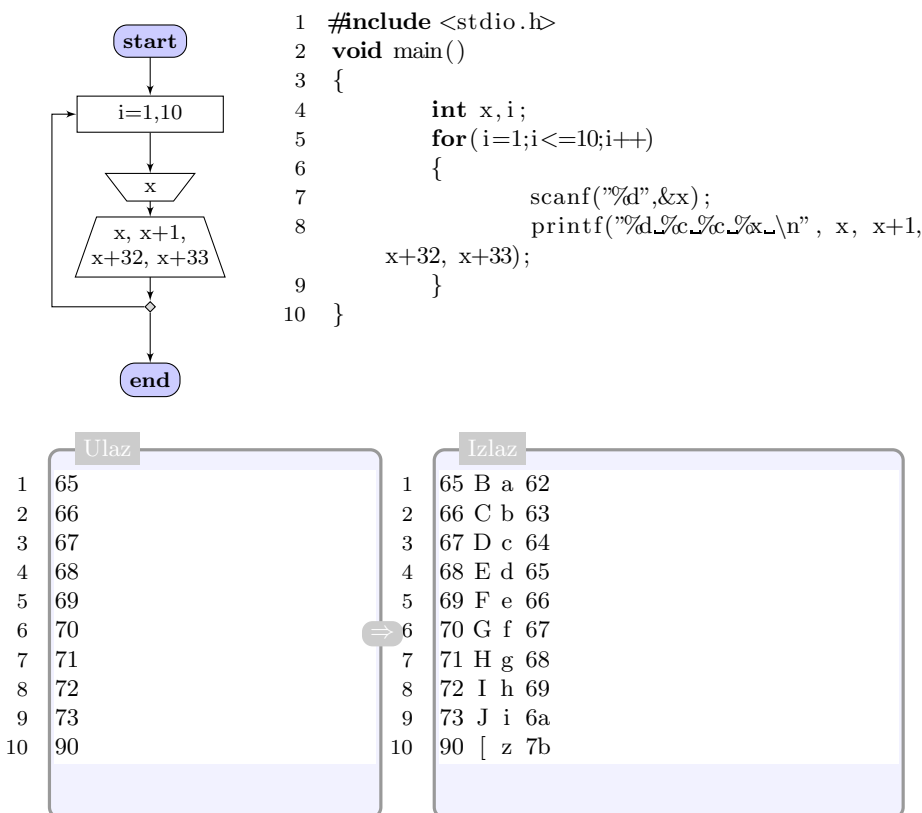 start
i=1,10
x
x, x+1,
x+32, x+33
end
1 #include <stdio.h>
2 void main()
3 {
4 int x,i;
5 for(i=1;i<=10;i++)
6 {
7 scanf("%d",&x);
8 printf("%d_%c_%c_%x_\n", x, x+1,
x+32, x+33);
9 }
10 }
Ulaz
1 65
2 66
3 67
4 68
5 69
6 70
7 71
8 72
9 73
10 90
⇒
Izlaz
1 65 B a 62
2 66 C b 63
3 67 D c 64
4 68 E d 65
5 69 F e 66
6 70 G f 67
7 71 H g 68
8 72 I h 69
9 73 J i 6a
10 90 [ z 7b